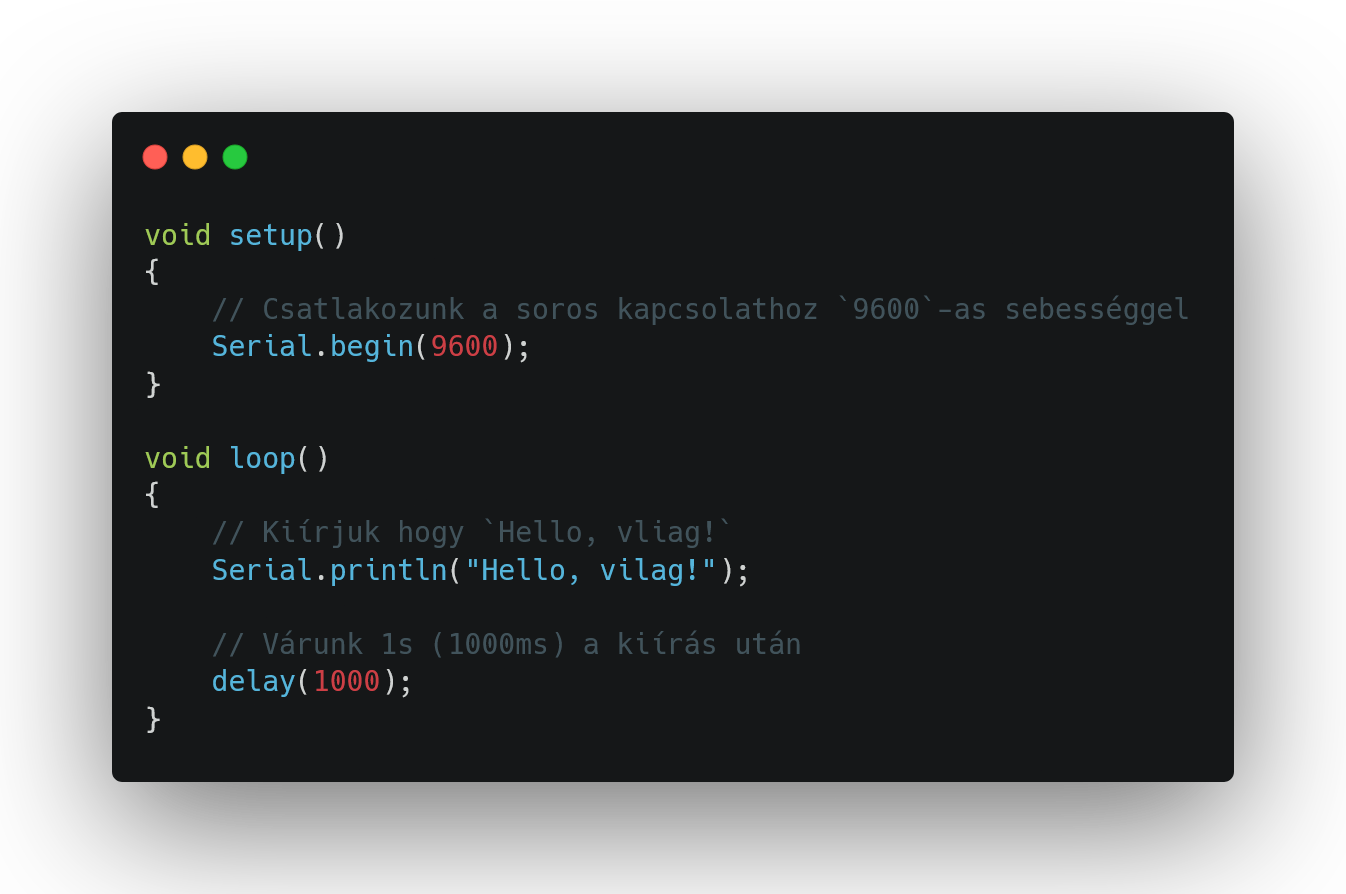 void setup()
{
    // Csatlakozunk a soros kapcsolathoz `9600`-as sebességgel
    Serial.begin(9600);
}

void loop()
{
    // Kiírjuk hogy `Hello, vliag!`
    Serial.println("Hello, vilag!");

    // Várunk 1s (1000ms) a kiírás után
    delay(1000);
}